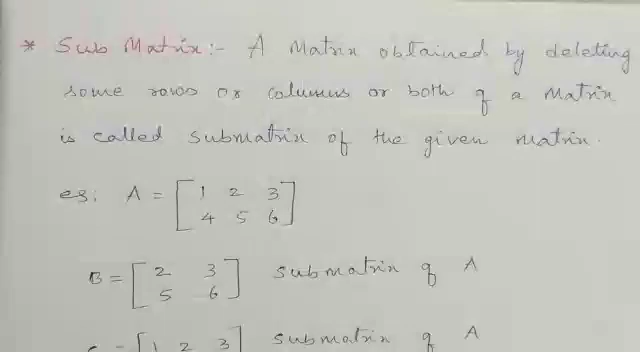 * Sub Matrix:- A Matrix obtained by deleting
some rows or columns or both of a Matrix
is called submatrix of the given matrix.
eg: A = [ 1 2 3
4 5 6 ]
B = [ 2 3
5 6 ] submatrix of A
= [ 1 2 3 ] submatrix of A